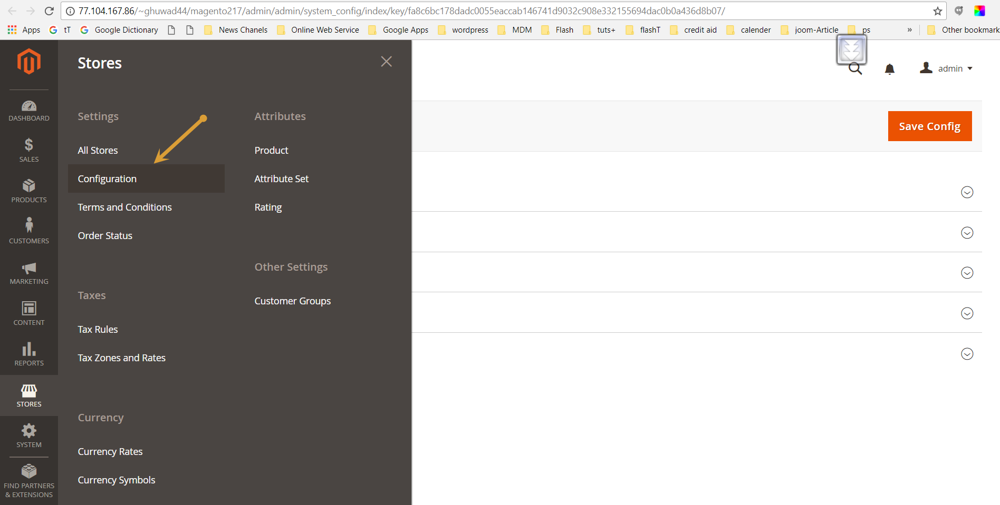 77.104.167.86/~ghuwad44/magento217/admin/admin/system_config/index/key/fa8c6bc178dadc0055eaccab146741d9032c908e332155694dac0b0a436d8b07/
Apps tT Google Dictionary News Chanels Online Web Service Google Apps wordpress MDM Flash tuts+ flashT credit aid calender joom-Article ps » Other bookmark
Stores
admin
Save Config
DASHBOARD
SALES
PRODUCTS
CUSTOMERS
MARKETING
CONTENT
REPORTS
STORES
SYSTEM
FIND PARTNERS
& EXTENSIONS
Settings
All Stores
Configuration
Terms and Conditions
Order Status
Taxes
Tax Rules
Tax Zones and Rates
Currency
Currency Rates
Currency Symbols
Attributes
Product
Attribute Set
Rating
Other Settings
Customer Groups